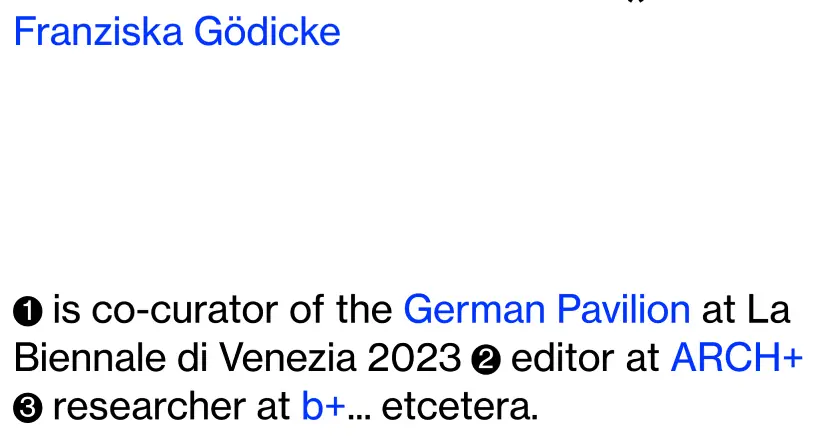 Franziska Gödicke
❶ is co-curator of the German Pavilion at La
Biennale di Venezia 2023 ❷ editor at ARCH+
❸ researcher at b+... etcetera.